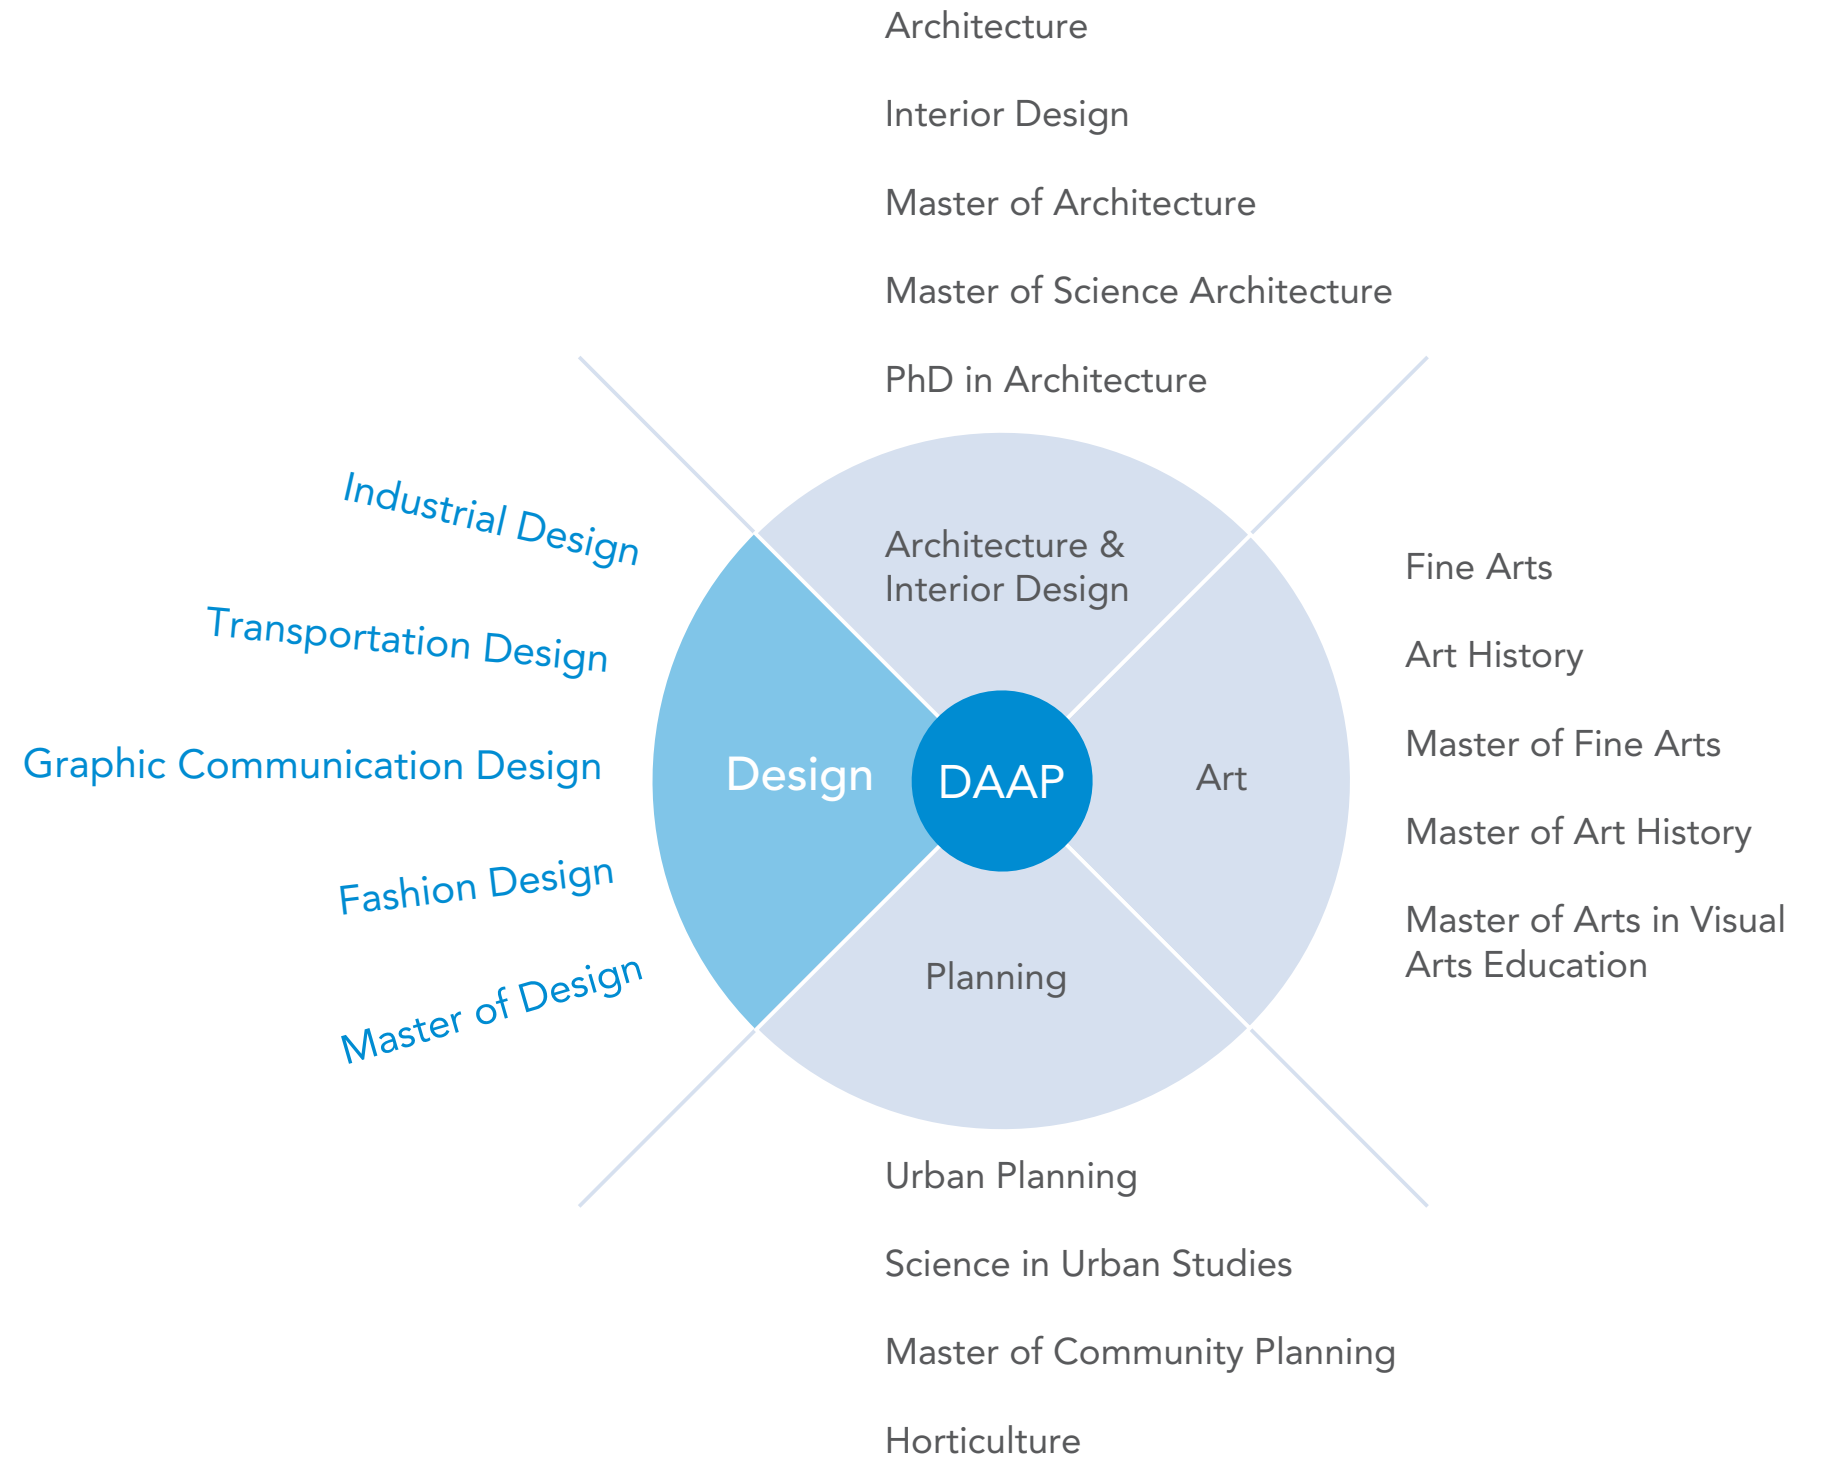 Architecture
Interior Design
Master of Architecture
Master of Science Architecture
PhD in Architecture
Industrial Design
Transportation Design
Graphic Communication Design
Fashion Design
Master of Design
Architecture &
Interior Design
Design
DAAP
Art
Planning
Fine Arts
Art History
Master of Fine Arts
Master of Art History
Master of Arts in Visual
Arts Education
Urban Planning
Science in Urban Studies
Master of Community Planning
Horticulture